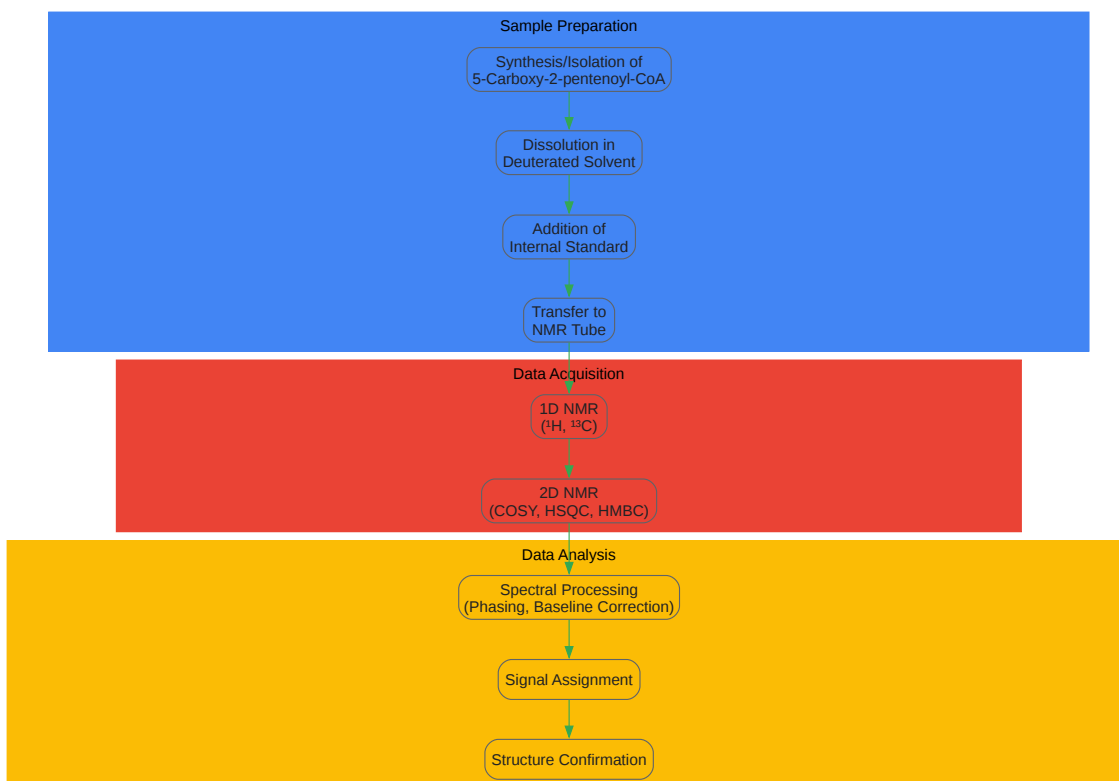 Sample Preparation
Synthesis/Isolation of
5-Carboxy-2-pentenoyl-CoA
Dissolution in
Deuterated Solvent
Addition of
Internal Standard
Transfer to
NMR Tube
Data Acquisition
1D NMR
(¹H, ¹³C)
2D NMR
(COSY, HSQC, HMBC)
Data Analysis
Spectral Processing
(Phasing, Baseline Correction)
Signal Assignment
Structure Confirmation